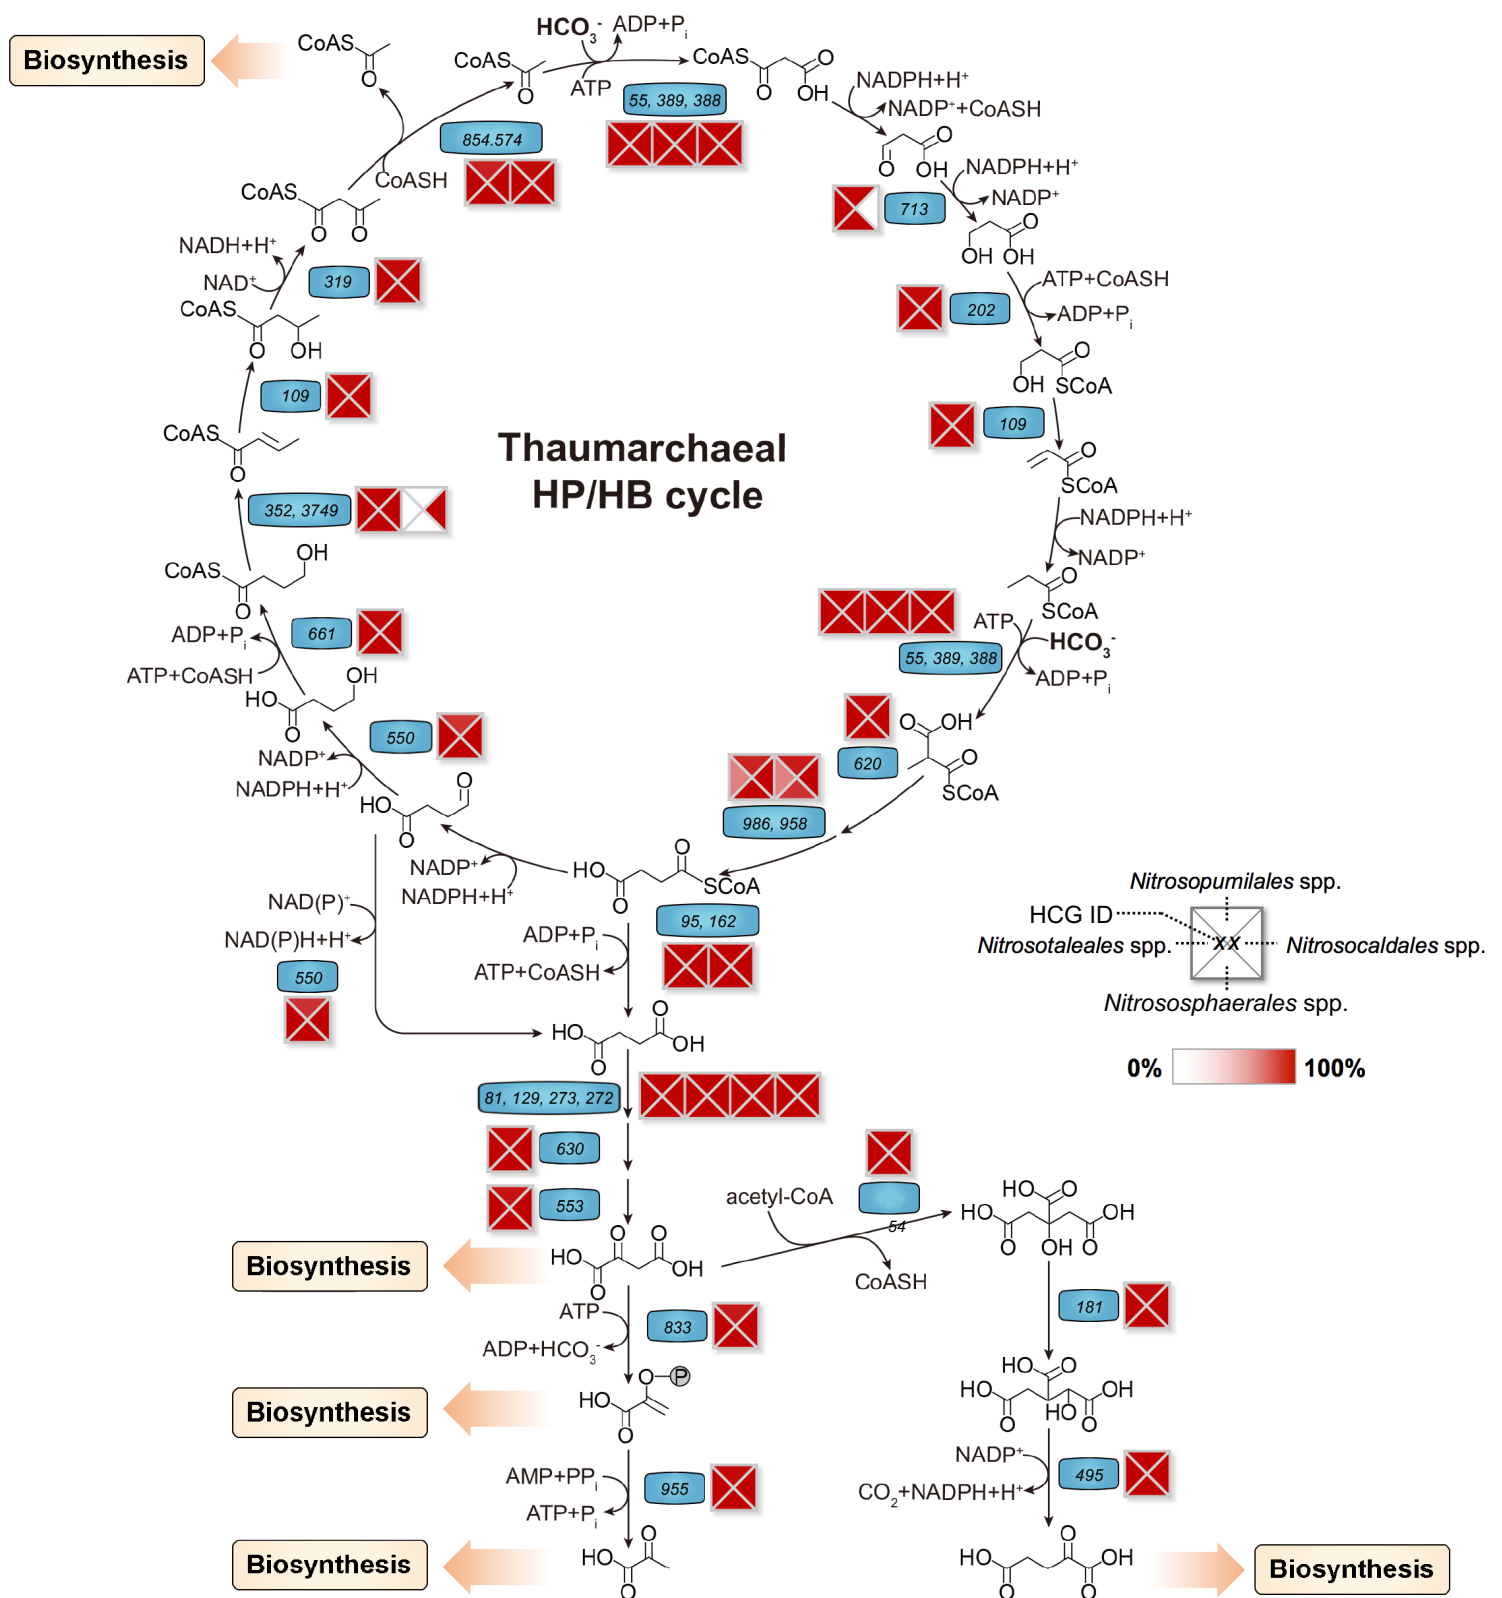 Biosynthesis
CoAS
O
CoAS
O
HCO3- ADP+Pi
ATP
55, 389, 388
CoAS
O
O
OH
NADPH+H+
NADP++CoASH
O
O
OH
NADPH+H+
NADP+
713
OH
O
OH
ATP+CoASH
ADP+Pi
202
OH
O
SCoA
109
O
SCoA
NADPH+H+
NADP+
O
SCoA
ATP
HCO3-
ADP+Pi
55, 389, 388
620
O
OH
O
SCoA
986, 958
854.574
CoASH
CoAS
O
O
NADH+H+
NAD+
319
CoAS
O
OH
109
CoAS
O
352, 3749
CoAS
O
OH
661
ADP+Pi
ATP+CoASH
HO
O
OH
550
NADP+
NADPH+H+
HO
O
O
NADP+
NADPH+H+
HO
O
O
SCoA
Thaumarchaeal
HP/HB cycle
NAD(P)+
NAD(P)H+H+
550
ADP+Pi
ATP+CoASH
95, 162
HO
O
O
OH
81, 129, 273, 272
630
553
Nitrosopumilales spp.
HCG ID
xx
Nitrosotaleales spp.
Nitrosocaldales spp.
Nitrososphaerales spp.
0%
100%
Biosynthesis
HO
O
O
O
OH
acetyl-CoA
54
CoASH
HO
O
HO
O
OH
O
OH
ATP
ADP+HCO3-
833
181
Biosynthesis
HO
O
O
P
HO
O
HO
O
HO
O
OH
AMP+PPi
ATP+Pi
955
NADP+
CO2+NADPH+H+
495
Biosynthesis
HO
O
O
HO
O
O
O
OH
Biosynthesis